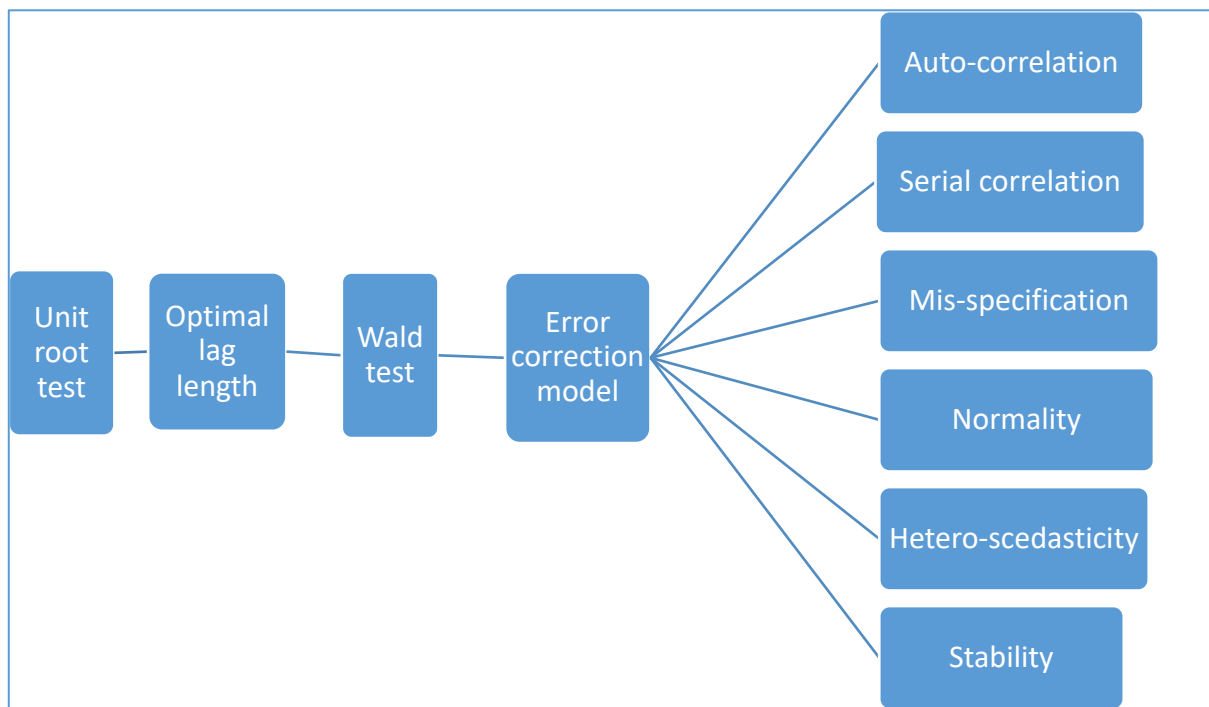 Unit
root
test
Optimal
lag
length
Wald
test
Error
correction
model
Auto-correlation
Serial correlation
Mis-specification
Normality
Hetero-scedasticity
Stability